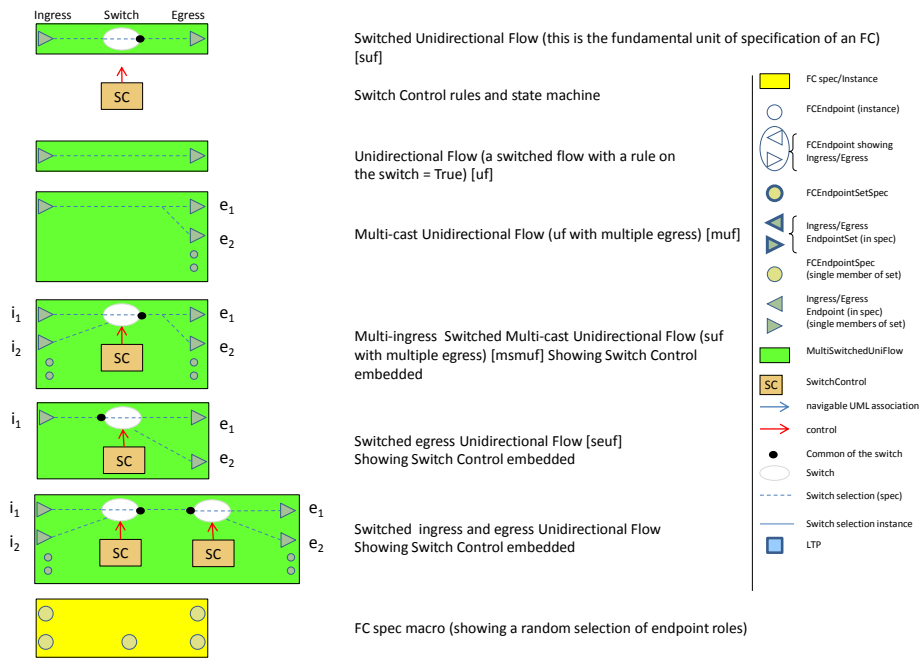 Ingress Switch Egress
Switched Unidirectional Flow (this is the fundamental unit of specification of an FC)
[suf]
SC
Switch Control rules and state machine
Unidirectional Flow (a switched flow with a rule on
the switch = True) [uf]
e1
e2
Multi-cast Unidirectional Flow (uf with multiple egress) [muf]
i1
i2
SC
e1
e2
Multi-ingress Switched Multi-cast Unidirectional Flow (suf
with multiple egress) [msmuf] Showing Switch Control
embedded
i1
SC
e1
e2
Switched egress Unidirectional Flow [seuf]
Showing Switch Control embedded
i1
i2
SC
SC
e1
e2
Switched ingress and egress Unidirectional Flow
Showing Switch Control embedded
FC spec macro (showing a random selection of endpoint roles)
FC spec/Instance
FCEndpoint (instance)
FCEndpoint showing
Ingress/Egress
FCEndpointSetSpec
Ingress/Egress
EndpointSet (in spec)
FCEndpointSpec
(single member of set)
Ingress/Egress
Endpoint (in spec)
(single members of set)
MultiSwitchedUniFlow
SC
SwitchControl
navigable UML association
control
Common of the switch
Switch
Switch selection (spec)
Switch selection instance
LTP